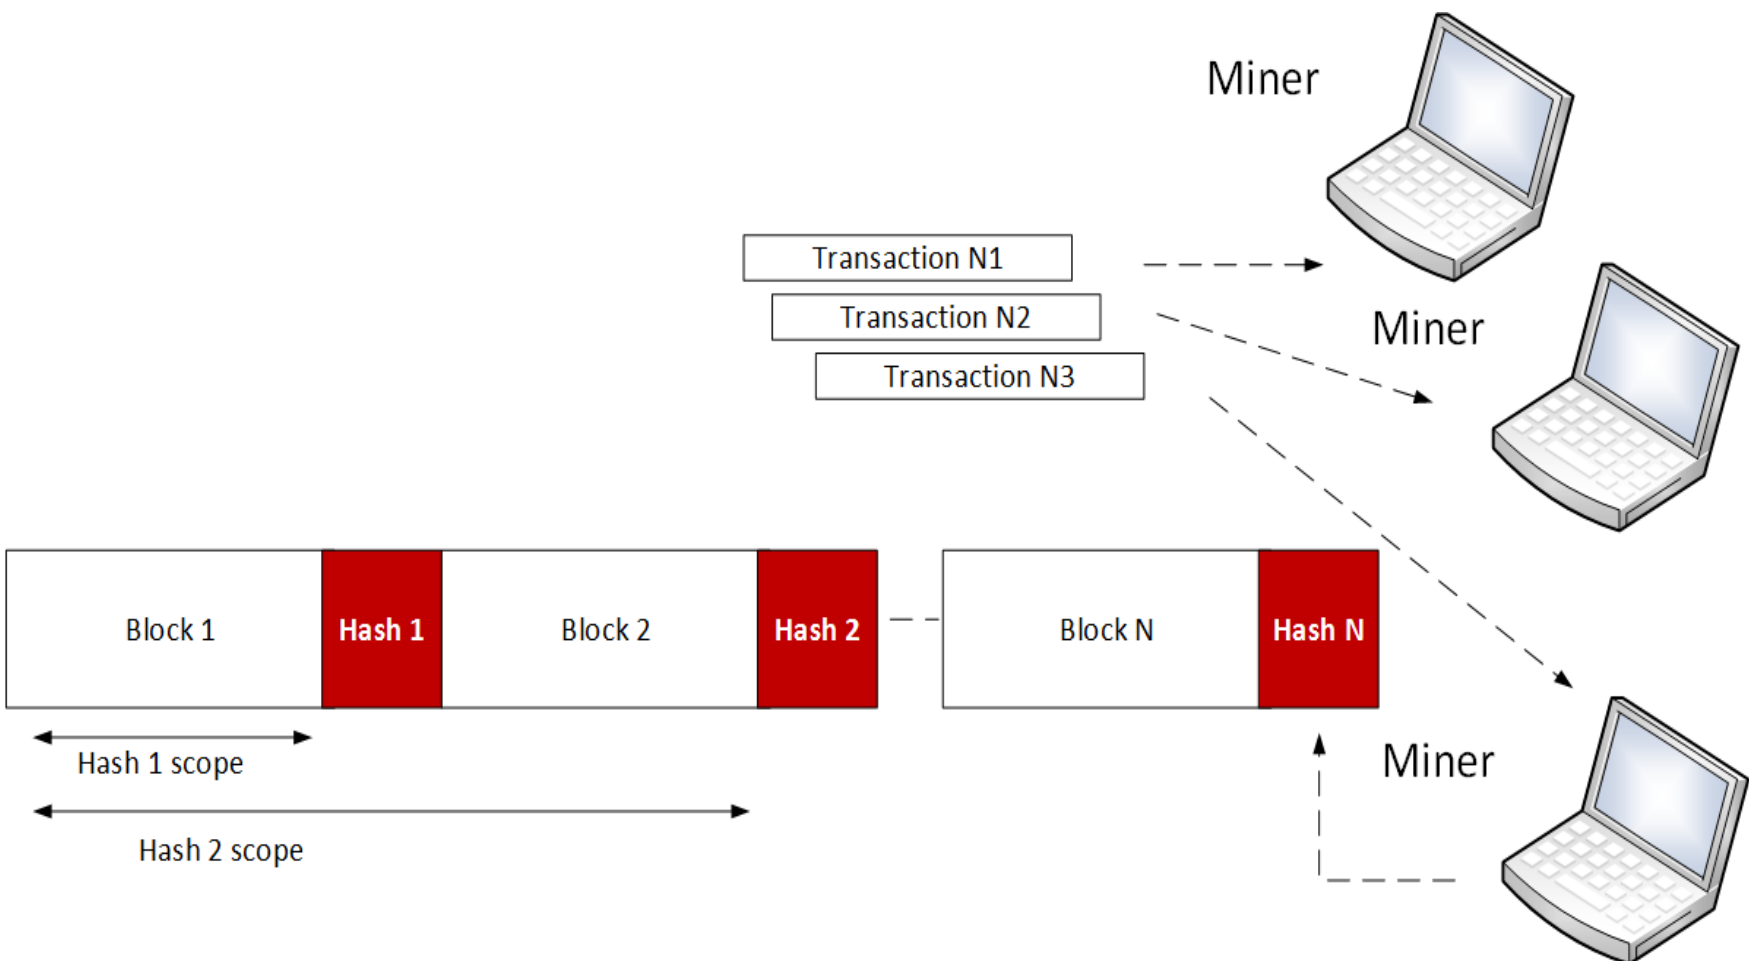 Miner
Transaction N1
Miner
Transaction N2
Transaction N3
Block 1
Hash 1
Block 2
Hash 2
Block N
Hash N
Miner
Hash 1 scope
Hash 2 scope